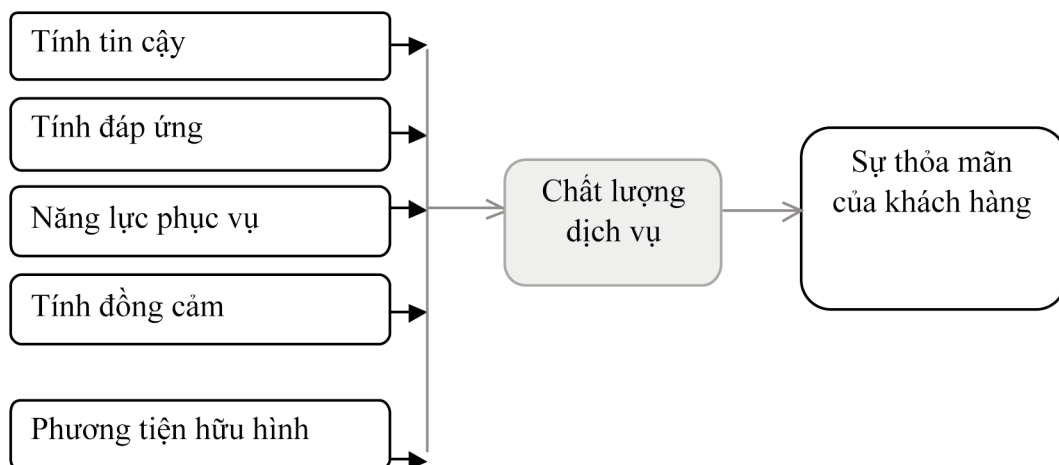 Tính tin cậy
Tính đáp ứng
Năng lực phục vụ
Tính đồng cảm
Phương tiện hữu hình
Chất lượng
dịch vụ
Sự thỏa mãn
của khách hàng